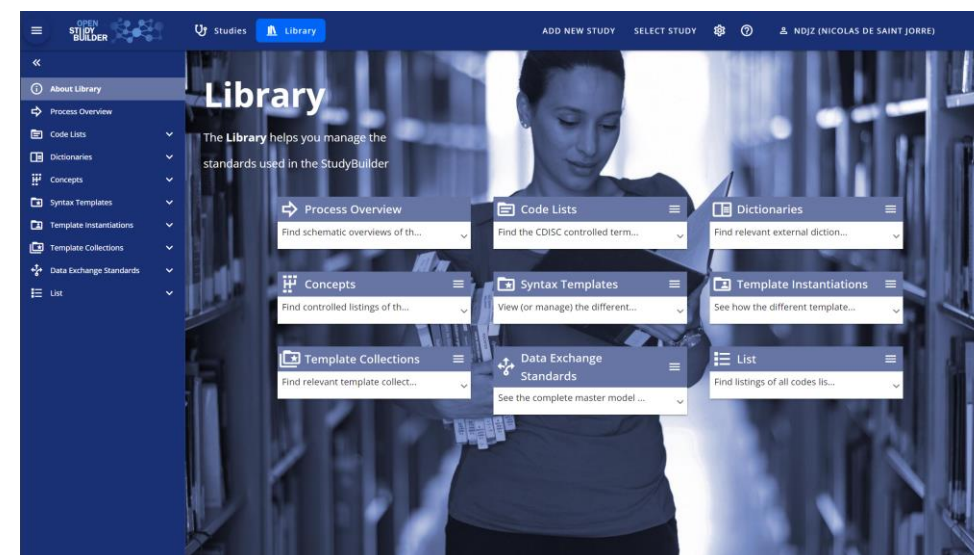 OPEN
STUDY
BUILDER
Studies
Library
ADD NEW STUDY
SELECT STUDY
NDJZ (NICOLAS DE SAINT JORRE)
About Library
Process Overview
Code Lists
Dictionaries
Concepts
Syntax Templates
Template Instantiations
Template Collections
Data Exchange Standards
List
Library
The Library helps you manage the
standards used in the StudyBuilder
Process Overview
Find schematic overviews of th...
Code Lists
Find the CDISC controlled term...
Dictionaries
Find relevant external diction...
Concepts
Find controlled listings of th...
Syntax Templates
View (or manage) the different...
Template Instantiations
See how the different template...
Template Collections
Find relevant template collect...
Data Exchange
Standards
See the complete master model ...
List
Find listings of all codes lis...